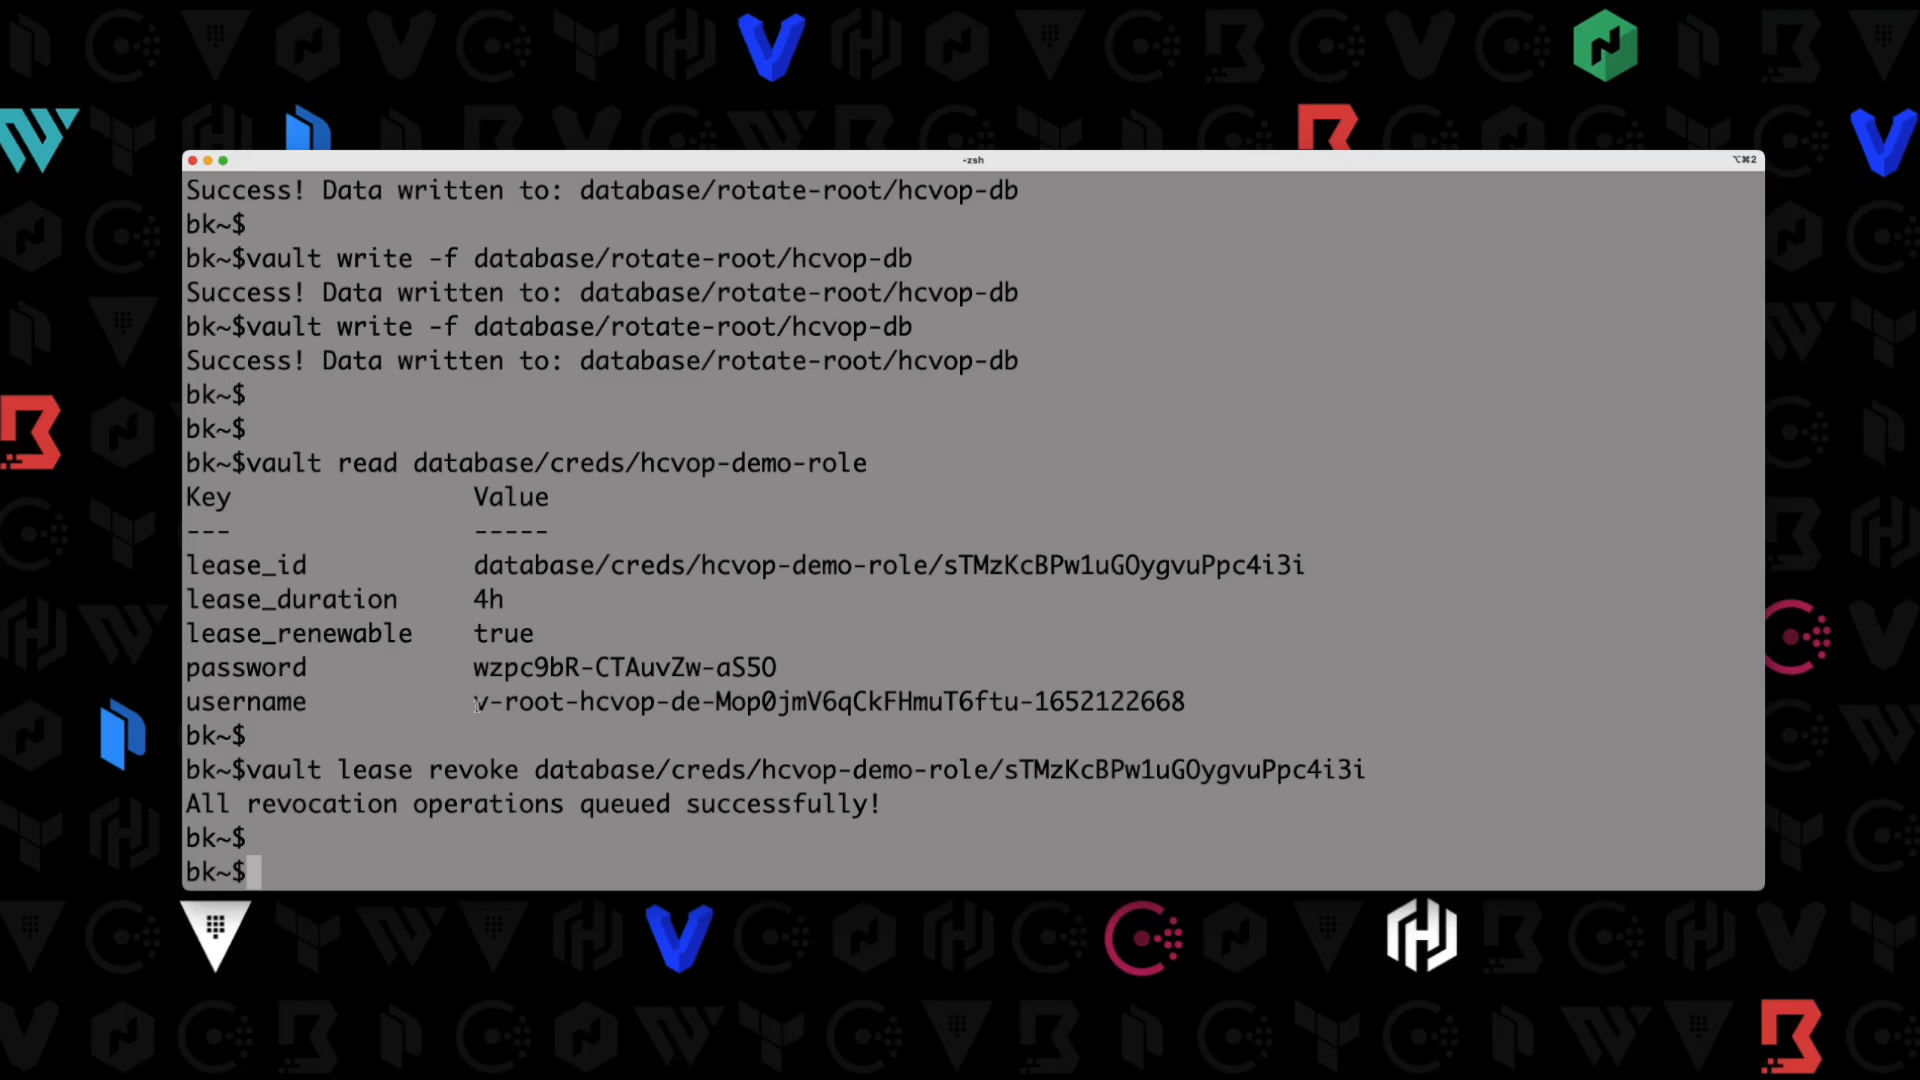 -zsh
⌥⌘2
Success! Data written to: database/rotate-root/hcvop-db
bk~$
bk~$vault write -f database/rotate-root/hcvop-db
Success! Data written to: database/rotate-root/hcvop-db
bk~$vault write -f database/rotate-root/hcvop-db
Success! Data written to: database/rotate-root/hcvop-db
bk~$
bk~$
bk~$vault read database/creds/hcvop-demo-role
Key Value
--- -----
lease_id database/creds/hcvop-demo-role/sTMzKcBPw1uGOygvuPpc4i3i
lease_duration 4h
lease_renewable true
password wzpc9bR-CTAuvZw-aS5O
username v-root-hcvop-de-Mop0jmV6qCkFHmuT6ftu-1652122668
bk~$
bk~$vault lease revoke database/creds/hcvop-demo-role/sTMzKcBPw1uGOygvuPpc4i3i
All revocation operations queued successfully!
bk~$
bk~$